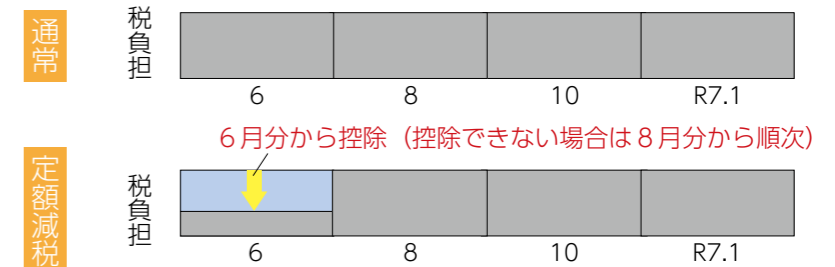 通常
税負担
6 8 10 R7.1
６月分から控除（控除できない場合は８月分から順次）
定額減税
税負担
6 8 10 R7.1